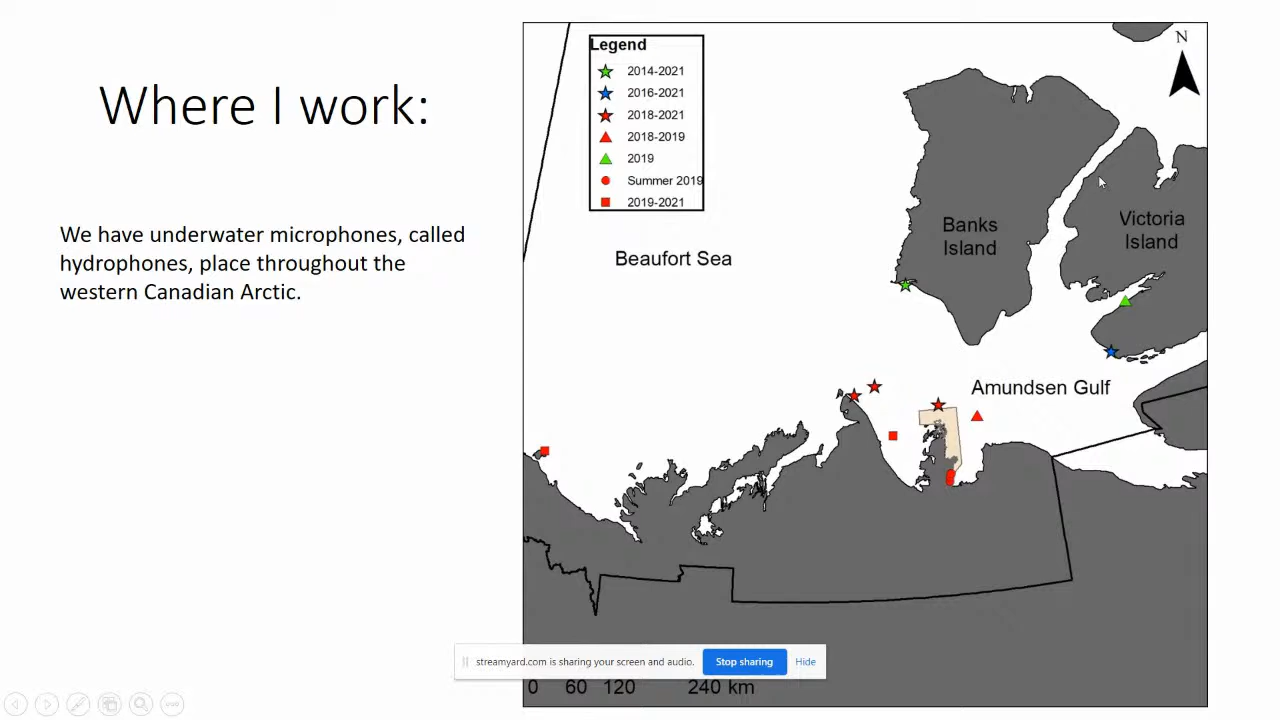 Where I work:
We have underwater microphones, called
hydrophones, place throughout the
western Canadian Arctic.
Legend
2014-2021
2016-2021
2018-2021
2018-2019
2019
Summer 2019
2019-2021
N
Banks
Island
Victoria
Island
Beaufort Sea
Amundsen Gulf
streamyard.com is sharing your screen and audio.
Stop sharing
Hide
0 60 120 240 km